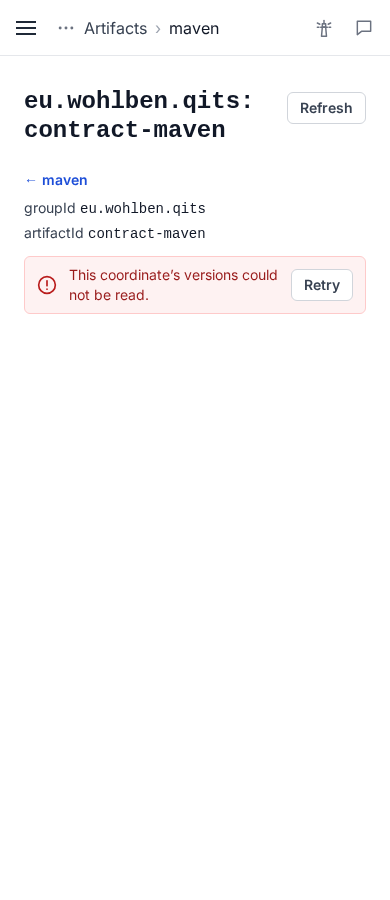 Artifacts › maven
eu.wohlben.qits:
contract-maven
Refresh
← maven
groupId eu.wohlben.qits
artifactId contract-maven
This coordinate’s versions could
not be read.
Retry